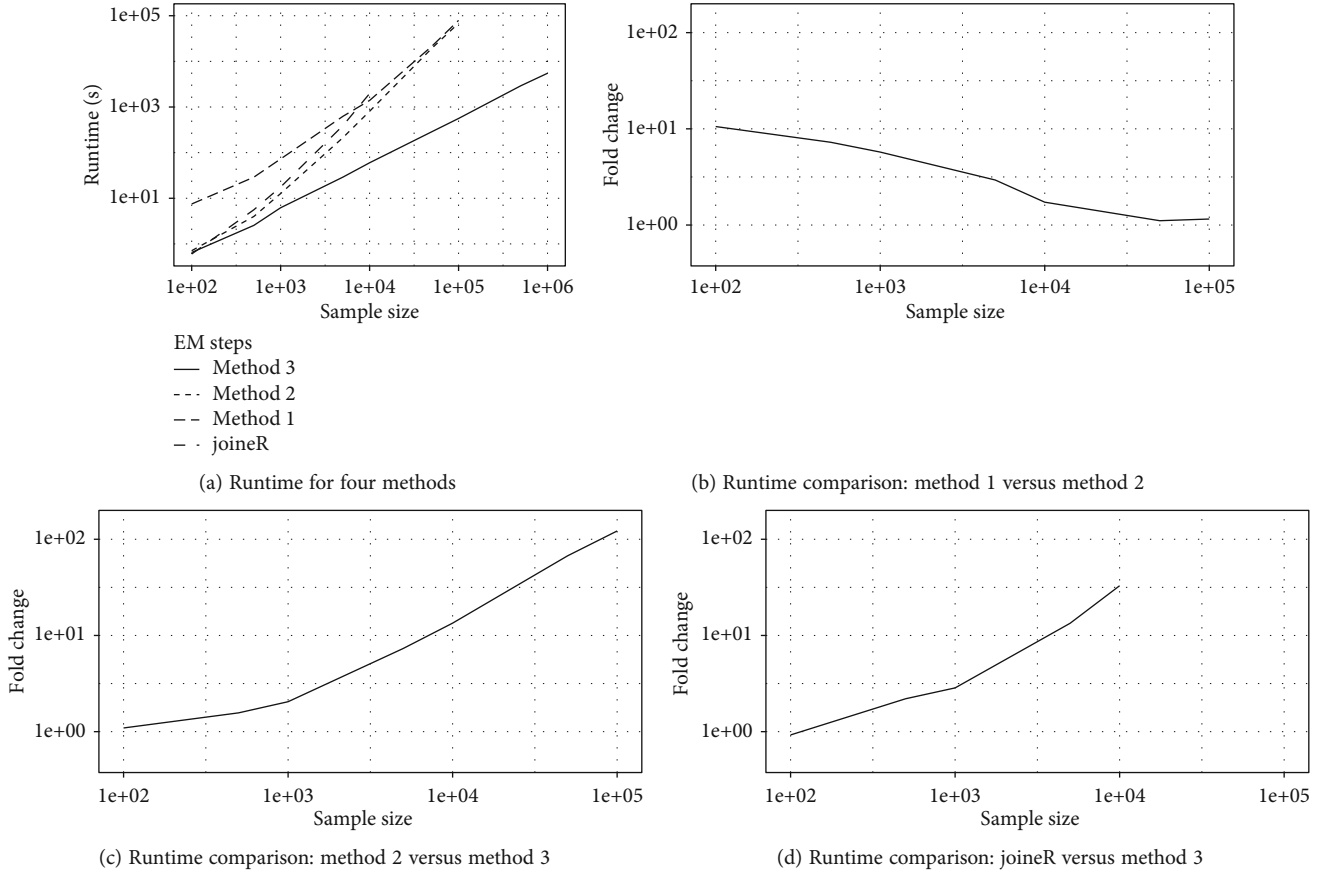 1e+05
1e+03
1e+01
Runtime (s)
1e+02 1e+03 1e+04 1e+05 1e+06
Sample size
EM steps
Method 3
Method 2
Method 1
joineR
(a) Runtime for four methods
1e+02
1e+01
1e+00
Fold change
1e+02 1e+03 1e+04 1e+05
Sample size
(b) Runtime comparison: method 1 versus method 2
1e+02
1e+01
1e+00
Fold change
1e+02 1e+03 1e+04 1e+05
Sample size
(c) Runtime comparison: method 2 versus method 3
1e+02
1e+01
1e+00
Fold change
1e+02 1e+03 1e+04 1e+05
Sample size
(d) Runtime comparison: joineR versus method 3